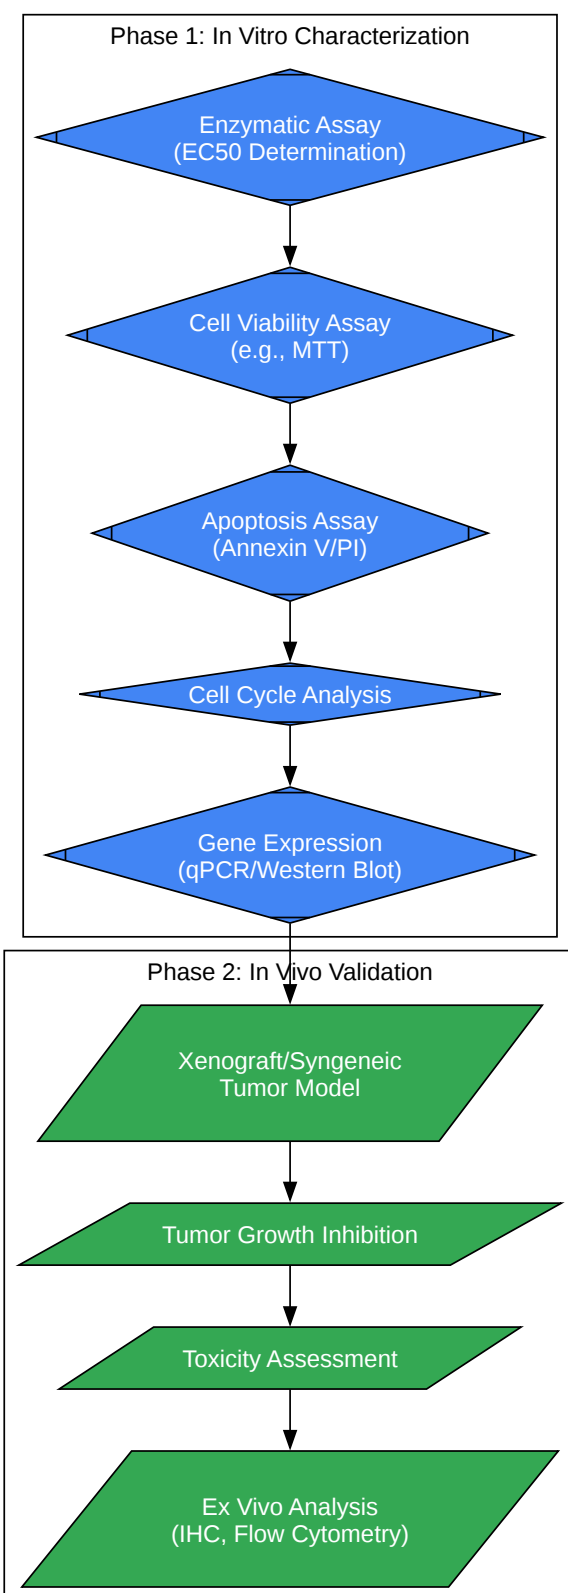 Phase 1: In Vitro Characterization
Enzymatic Assay
(EC50 Determination)
Cell Viability Assay
(e.g., MTT)
Apoptosis Assay
(Annexin V/PI)
Cell Cycle Analysis
Gene Expression
(qPCR/Western Blot)
Phase 2: In Vivo Validation
Xenograft/Syngeneic
Tumor Model
Tumor Growth Inhibition
Toxicity Assessment
Ex Vivo Analysis
(IHC, Flow Cytometry)